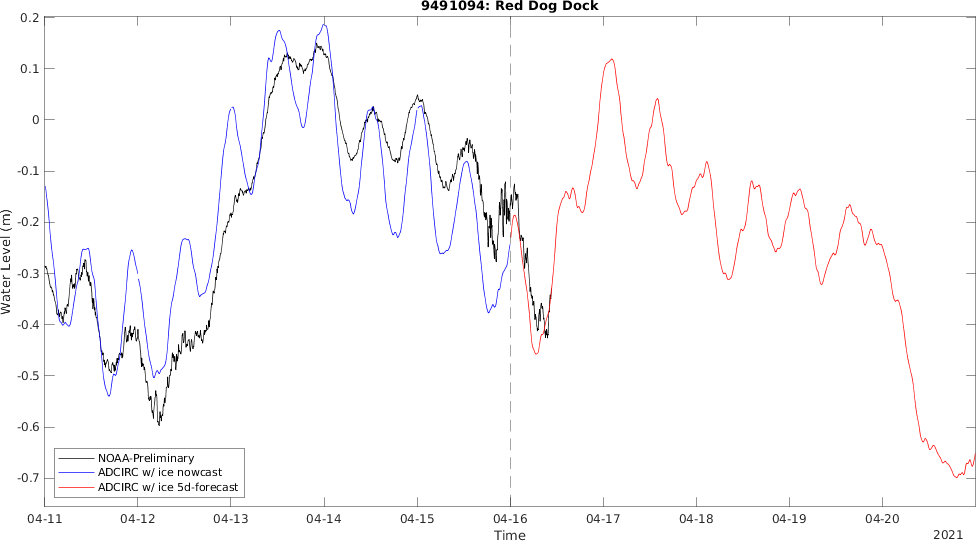 9491094: Red Dog Dock
0.2
0.1
0
-0.1
-0.2
-0.3
-0.4
-0.5
-0.6
-0.7
Water Level (m)
NOAA-Preliminary
ADCIRC w/ ice nowcast
ADCIRC w/ ice 5d-forecast
04-11 04-12 04-13 04-14 04-15 04-16 04-17 04-18 04-19 04-20
Time
2021